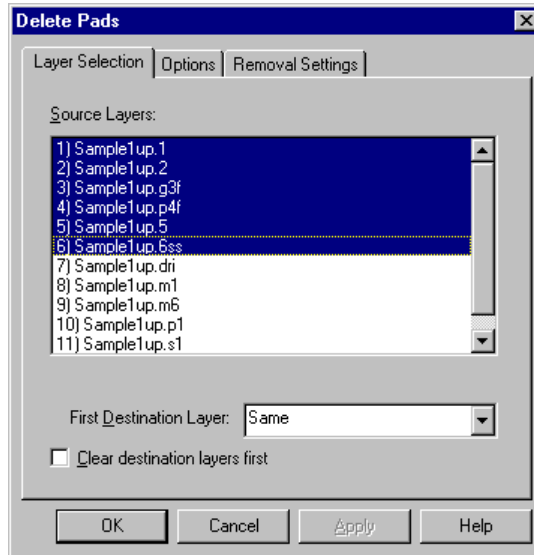 Delete Pads
Layer Selection
Options
Removal Settings
Source Layers:
1) Sample1up.1
2) Sample1up.2
3) Sample1up.g3f
4) Sample1up.p4f
5) Sample1up.5
6) Sample1up.6ss
7) Sample1up.dri
8) Sample1up.m1
9) Sample1up.m6
10) Sample1up.p1
11) Sample1up.s1
First Destination Layer: Same
Clear destination layers first
OK
Cancel
Apply
Help